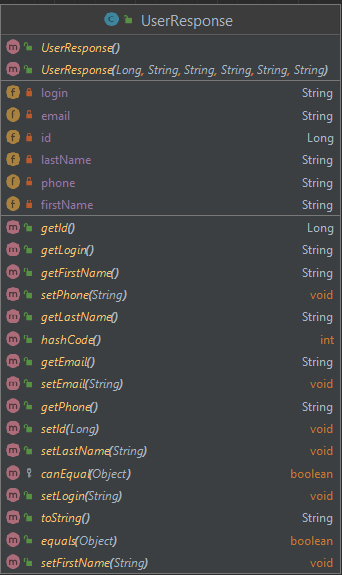 UserResponse
UserResponse()
UserResponse(Long, String, String, String, String, String)
login String
email String
id Long
lastName String
phone String
firstName String
getId() Long
getLogin() String
getFirstName() String
setPhone(String) void
getLastName() String
hashCode() int
getEmail() String
setEmail(String) void
getPhone() String
setId(Long) void
setLastName(String) void
canEqual(Object) boolean
setLogin(String) void
toString() String
equals(Object) boolean
setFirstName(String) void